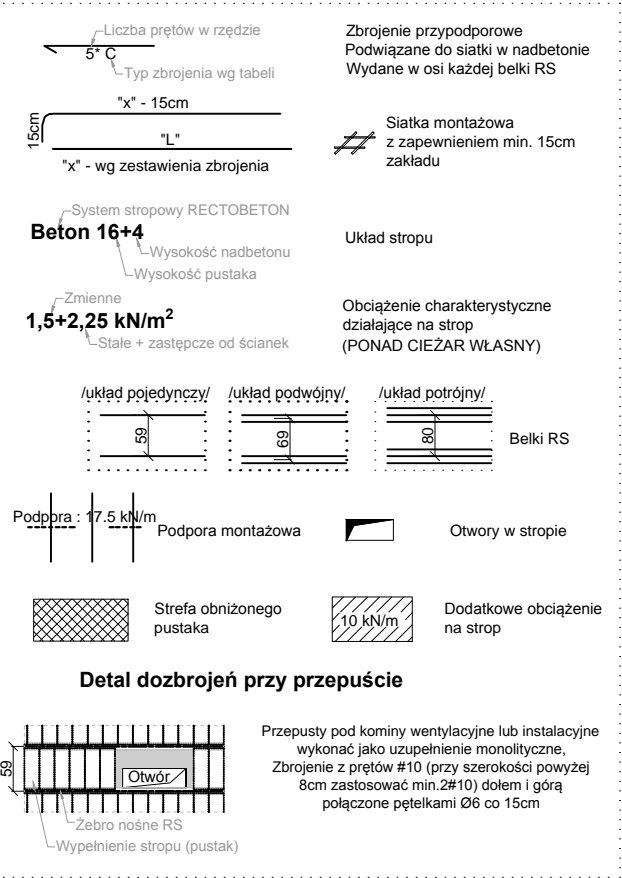 Liczba prętów w rzędzie
5* C
Typ zbrojenia wg tabeli
Zbrojenie przypodporowe
Podwiązane do siatki w nadbetonie
Wydane w osi każdej belki RS
"x" - 15cm
15cm
"L"
"x" - wg zestawienia zbrojenia
Siatka montażowa
z zapewnieniem min. 15cm
zakładu
System stropowy RECTOBETON
Beton 16+4
Wysokość nadbetonu
Wysokość pustaka
Układ stropu
Zmienne
1,5+2,25 kN/m²
Stałe + zastępcze od ścianek
Obciążenie charakterystyczne
działające na strop
(PONAD CIEŻAR WŁASNY)
/układ pojedynczy/
/układ podwójny/
/układ potrójny/
59
69
80
Belki RS
Podpora : 17.5 kN/m
Podpora montażowa
Otwory w stropie
Strefa obniżonego
pustaka
10 kN/m
Dodatkowe obciążenie
na strop
Detal dozbrojeń przy przepuście
59
Otwór
Żebro nośne RS
Wypełnienie stropu (pustak)
Przepusty pod kominy wentylacyjne lub instalacyjne
wykonać jako uzupełnienie monolityczne,
Zbrojenie z prętów #10 (przy szerokości powyżej
8cm zastosować min.2#10) dołem i górą
połączone pętelkami Ø6 co 15cm